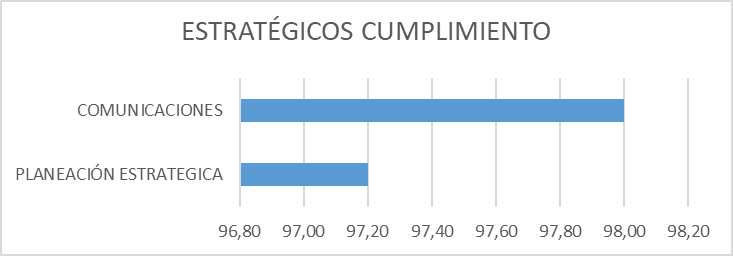 ESTRATÉGICOS CUMPLIMIENTO
COMUNICACIONES
PLANEACIÓN ESTRATEGICA
96,80 97,00 97,20 97,40 97,60 97,80 98,00 98,20